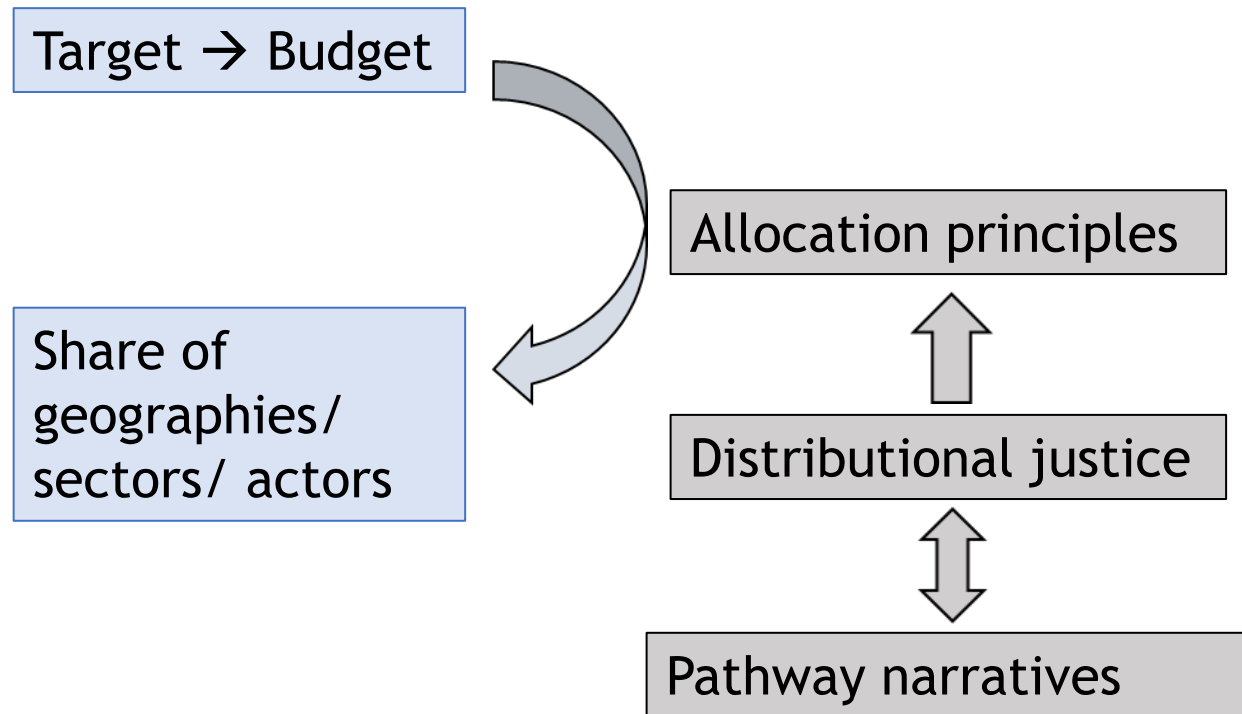 Target → Budget
Allocation principles
Share of
geographies/
sectors/ actors
Distributional justice
Pathway narratives